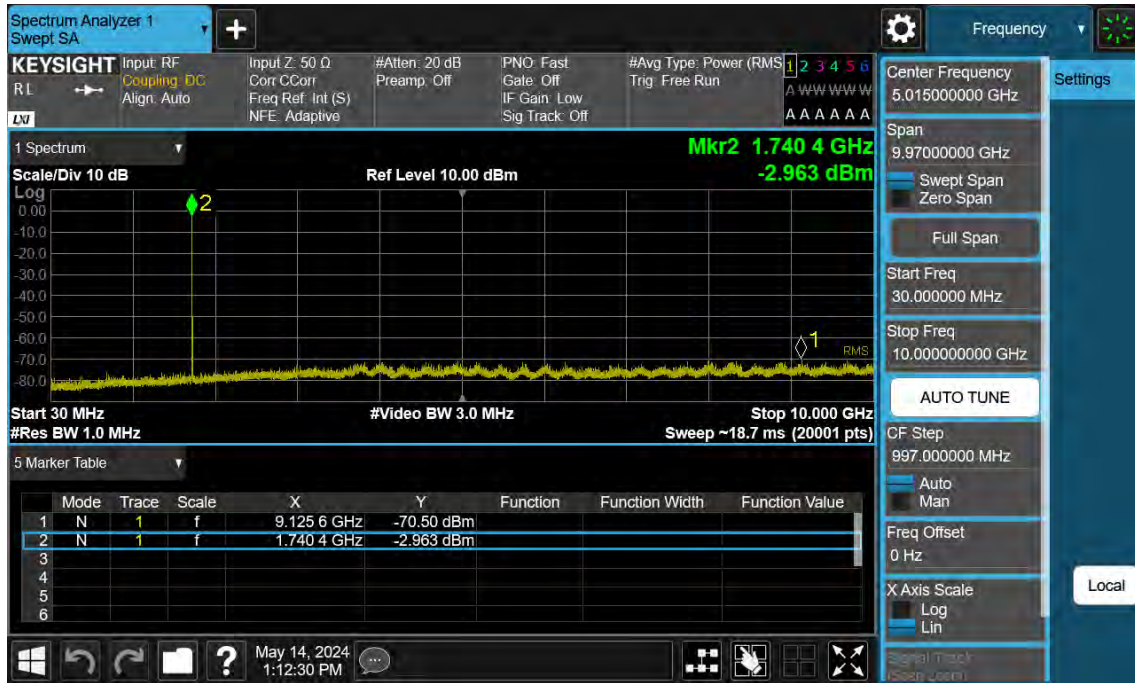 Spectrum Analyzer 1
Swept SA
+
Frequency
KEYSIGHT
R L
LXI
Input: RF
Coupling: DC
Align: Auto
Input Z: 50 Ω
Corr CCorr
Freq Ref: Int (S)
NFE: Adaptive
#Atten: 20 dB
Preamp: Off
PNO: Fast
Gate: Off
IF Gain: Low
Sig Track: Off
#Avg Type: Power (RMS
Trig: Free Run
1 2 3 4 5 6
A W W W W W
A A A A A A
1 Spectrum
Scale/Div 10 dB
Ref Level 10.00 dBm
Mkr2 1.740 4 GHz
-2.963 dBm
Log
0.00
-10.0
-20.0
-30.0
-40.0
-50.0
-60.0
-70.0
-80.0
2
1
RMS
Start 30 MHz
#Video BW 3.0 MHz
Stop 10.000 GHz
#Res BW 1.0 MHz
Sweep ~18.7 ms (20001 pts)
5 Marker Table
Mode Trace Scale X Y Function Function Width Function Value
1 N 1 f 9.125 6 GHz -70.50 dBm
2 N 1 f 1.740 4 GHz -2.963 dBm
3
4
5
6
?
May 14, 2024
1:12:30 PM
Center Frequency
5.015000000 GHz
Settings
Span
9.97000000 GHz
Swept Span
Zero Span
Full Span
Start Freq
30.000000 MHz
Stop Freq
10.000000000 GHz
AUTO TUNE
CF Step
997.000000 MHz
Auto
Man
Freq Offset
0 Hz
X Axis Scale
Log
Lin
Local
Signal Track
(Span Zoom)